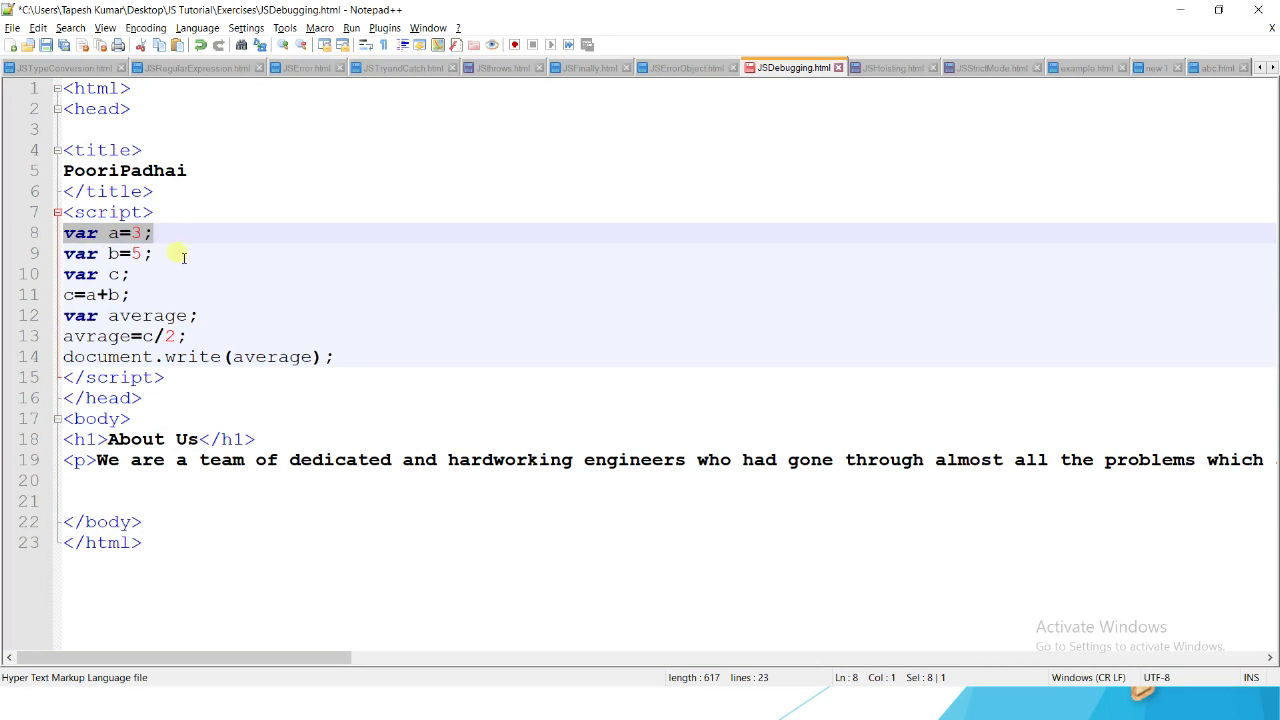 *C:\Users\Tapesh Kumar\Desktop\JS Tutorial\Exercises\JSDebugging.html - Notepad++
File Edit Search View Encoding Language Settings Tools Macro Run Plugins Window ? X
JSTypeConversion.html JSRegularExpression.html JSError.html JSTryandCatch.html JSthrows.html JSFinally.html JSErrorObject.html JSDebugging.html JSHoisting.html JSStrictMode.html example.html new 1 abc.html
1 <html>
2 <head>
3
4 <title>
5 PooriPadhai
6 </title>
7 <script>
8 var a=3;
9 var b=5;
10 var c;
11 c=a+b;
12 var average;
13 avrage=c/2;
14 document.write(average);
15 </script>
16 </head>
17 <body>
18 <h1>About Us</h1>
19 <p>We are a team of dedicated and hardworking engineers who had gone through almost all the problems which
20
21
22 </body>
23 </html>
Activate Windows
Go to Settings to activate Windows.
Hyper Text Markup Language file length : 617 lines : 23 Ln : 8 Col : 1 Sel : 8 | 1 Windows (CR LF) UTF-8 INS